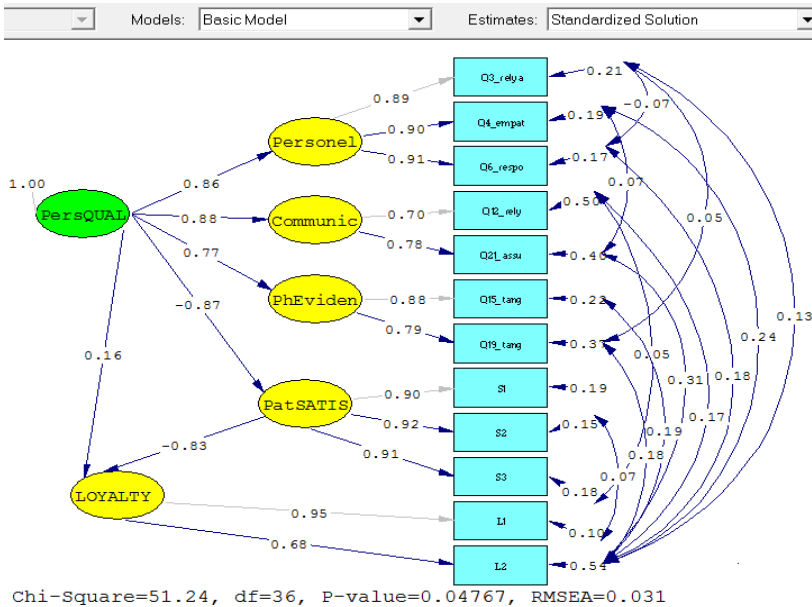 Models: Basic Model Estimates: Standardized Solution
Q3_relya
0.21
0.89
-0.07
Q4_empat
0.19
0.90
Personel
0.91
Q6_respo
0.17
1.00
0.86
0.07
0.70
Q12_rely
0.50
PersQUAL
0.88
Communic
0.05
0.78
Q21_assu
0.40
0.77
PhEviden
0.88
Q15_tang
0.22
-0.87
0.13
0.79
Q19_tang
0.37
0.24
0.16
0.05
0.18
0.31
0.90
S1
0.19
PatSATIS
0.17
0.92
S2
0.15
0.19
-0.83
0.91
0.18
S3
0.18
0.07
LOYALTY
0.95
L1
0.10
0.68
L2
0.54
Chi-Square=51.24, df=36, P-value=0.04767, RMSEA=0.031